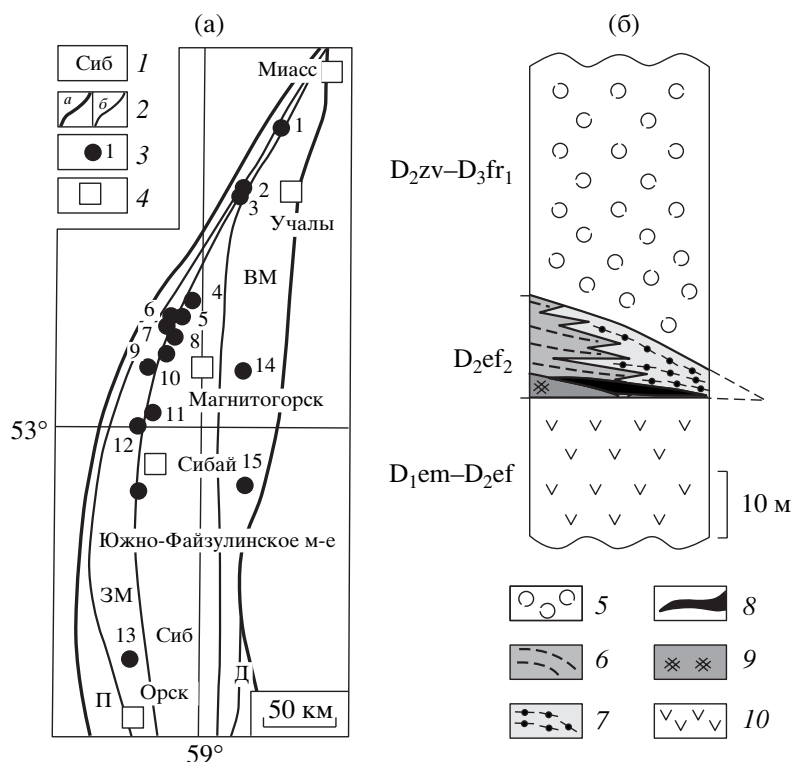 (а)
Сиб 1
а б 2
1 3
4
Миасс
1
2
3
Учалы
ВМ
4
6
5
7
8
9
10
14
Магнитогорск
11
53°
12
Сибай
15
Южно-Файзулинское м-е
ЗМ
13
Сиб
П
Орск
Д
50 км
59°
(б)
D₂zv–D₃fr₁
D₂ef₂
D₁em–D₂ef
10 м
5 8
6 9
7 10